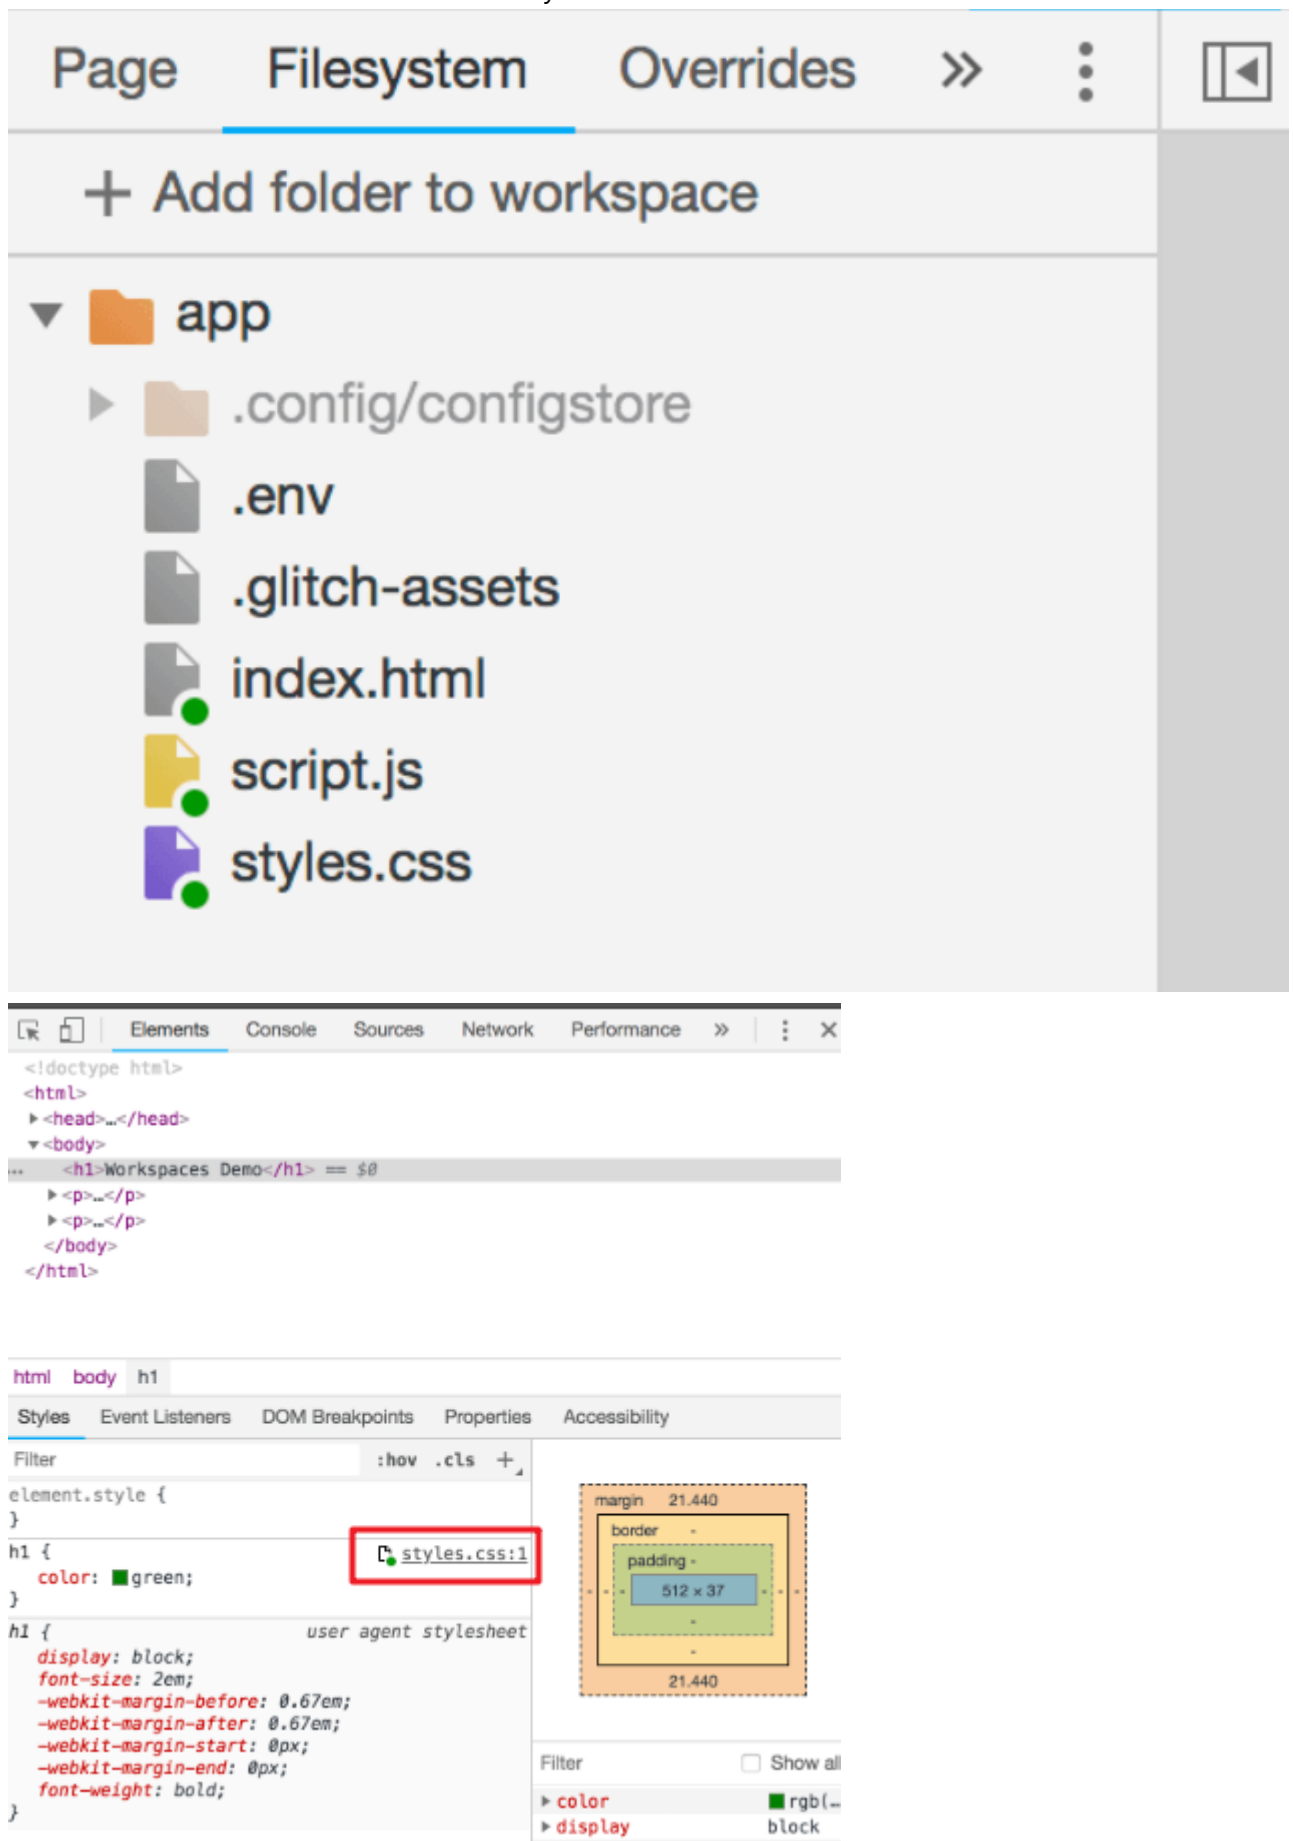 Page Filesystem Overrides »
+ Add folder to workspace
app
.config/configstore
.env
.glitch-assets
index.html
script.js
styles.css
Elements Console Sources Network Performance »
<!doctype html>
<html>
<head>…</head>
<body>
... <h1>Workspaces Demo</h1> == $0
<p>…</p>
<p>…</p>
</body>
</html>
html body h1
Styles Event Listeners DOM Breakpoints Properties Accessibility
Filter :hov .cls +
element.style {
}
h1 { styles.css:1
color: green;
}
h1 { user agent stylesheet
display: block;
font-size: 2em;
-webkit-margin-before: 0.67em;
-webkit-margin-after: 0.67em;
-webkit-margin-start: 0px;
-webkit-margin-end: 0px;
font-weight: bold;
}
margin 21.440
border -
padding -
- - - 512 × 37 - - -
-
-
21.440
Filter Show all
color rgb(…
display block